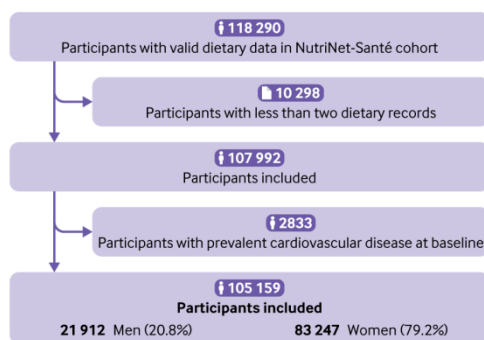 118 290
Participants with valid dietary data in NutriNet-Santé cohort
10 298
Participants with less than two dietary records
107 992
Participants included
2833
Participants with prevalent cardiovascular disease at baseline
105 159
Participants included
21 912 Men (20.8%) 83 247 Women (79.2%)